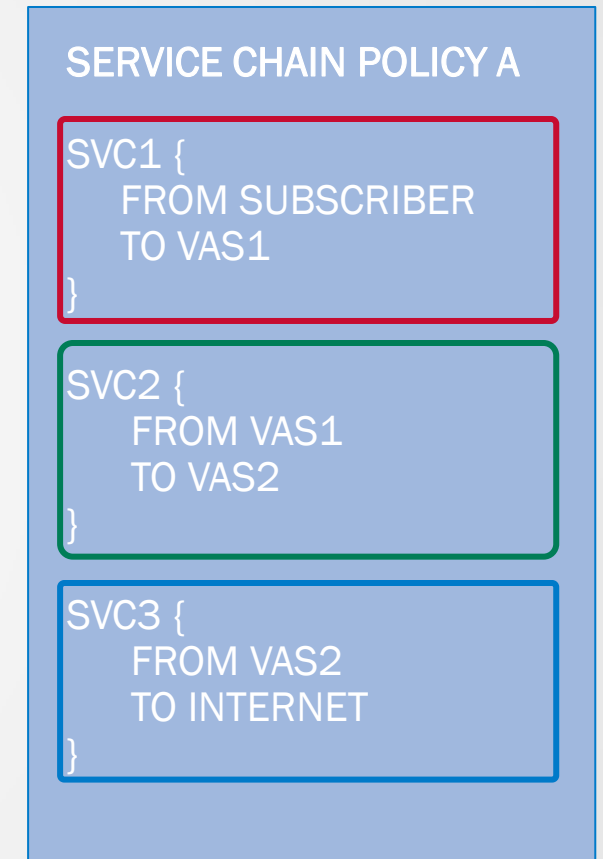 SERVICE CHAIN POLICY A
SVC1 {
FROM SUBSCRIBER
TO VAS1
}
SVC2 {
FROM VAS1
TO VAS2
}
SVC3 {
FROM VAS2
TO INTERNET
}